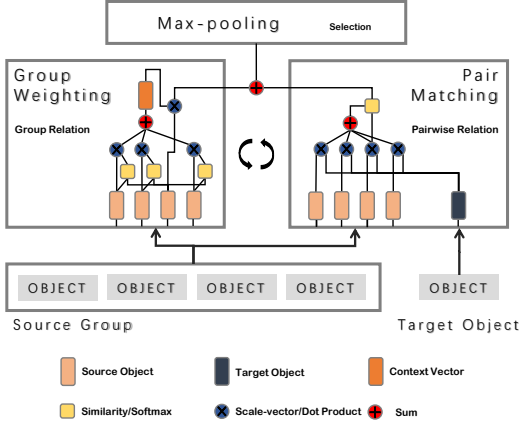 Max-pooling Selection
Group
Weighting
Group Relation
Pair
Matching
Pairwise Relation
OBJECT OBJECT OBJECT OBJECT OBJECT
Source Group Target Object
Source Object Target Object Context Vector
Similarity/Softmax Scale-vector/Dot Product Sum